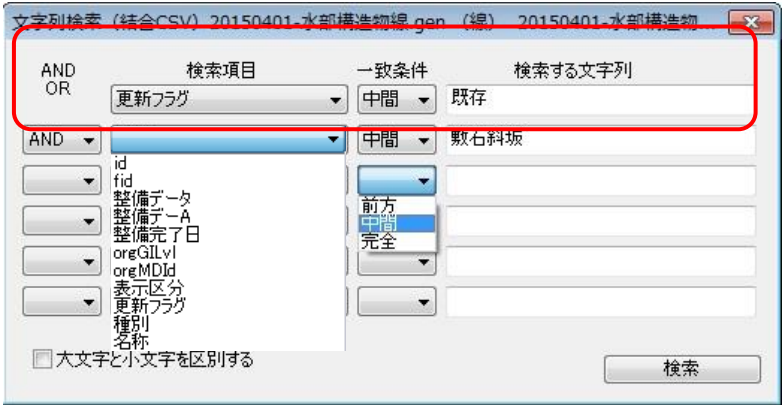 文字列検索 (結合CSV) 20150401-水部構造物線.gen (線) 20150401-水部構造物...
AND
OR
検索項目 一致条件 検索する文字列
更新フラグ 中間 既存
AND 中間 敷石斜坂
id
fid
整備データ
整備デーA
整備完了日
orgGILvl
orgMDId
表示区分
更新フラグ
種別
名称
前方
中間
完全
大文字と小文字を区別する
検索